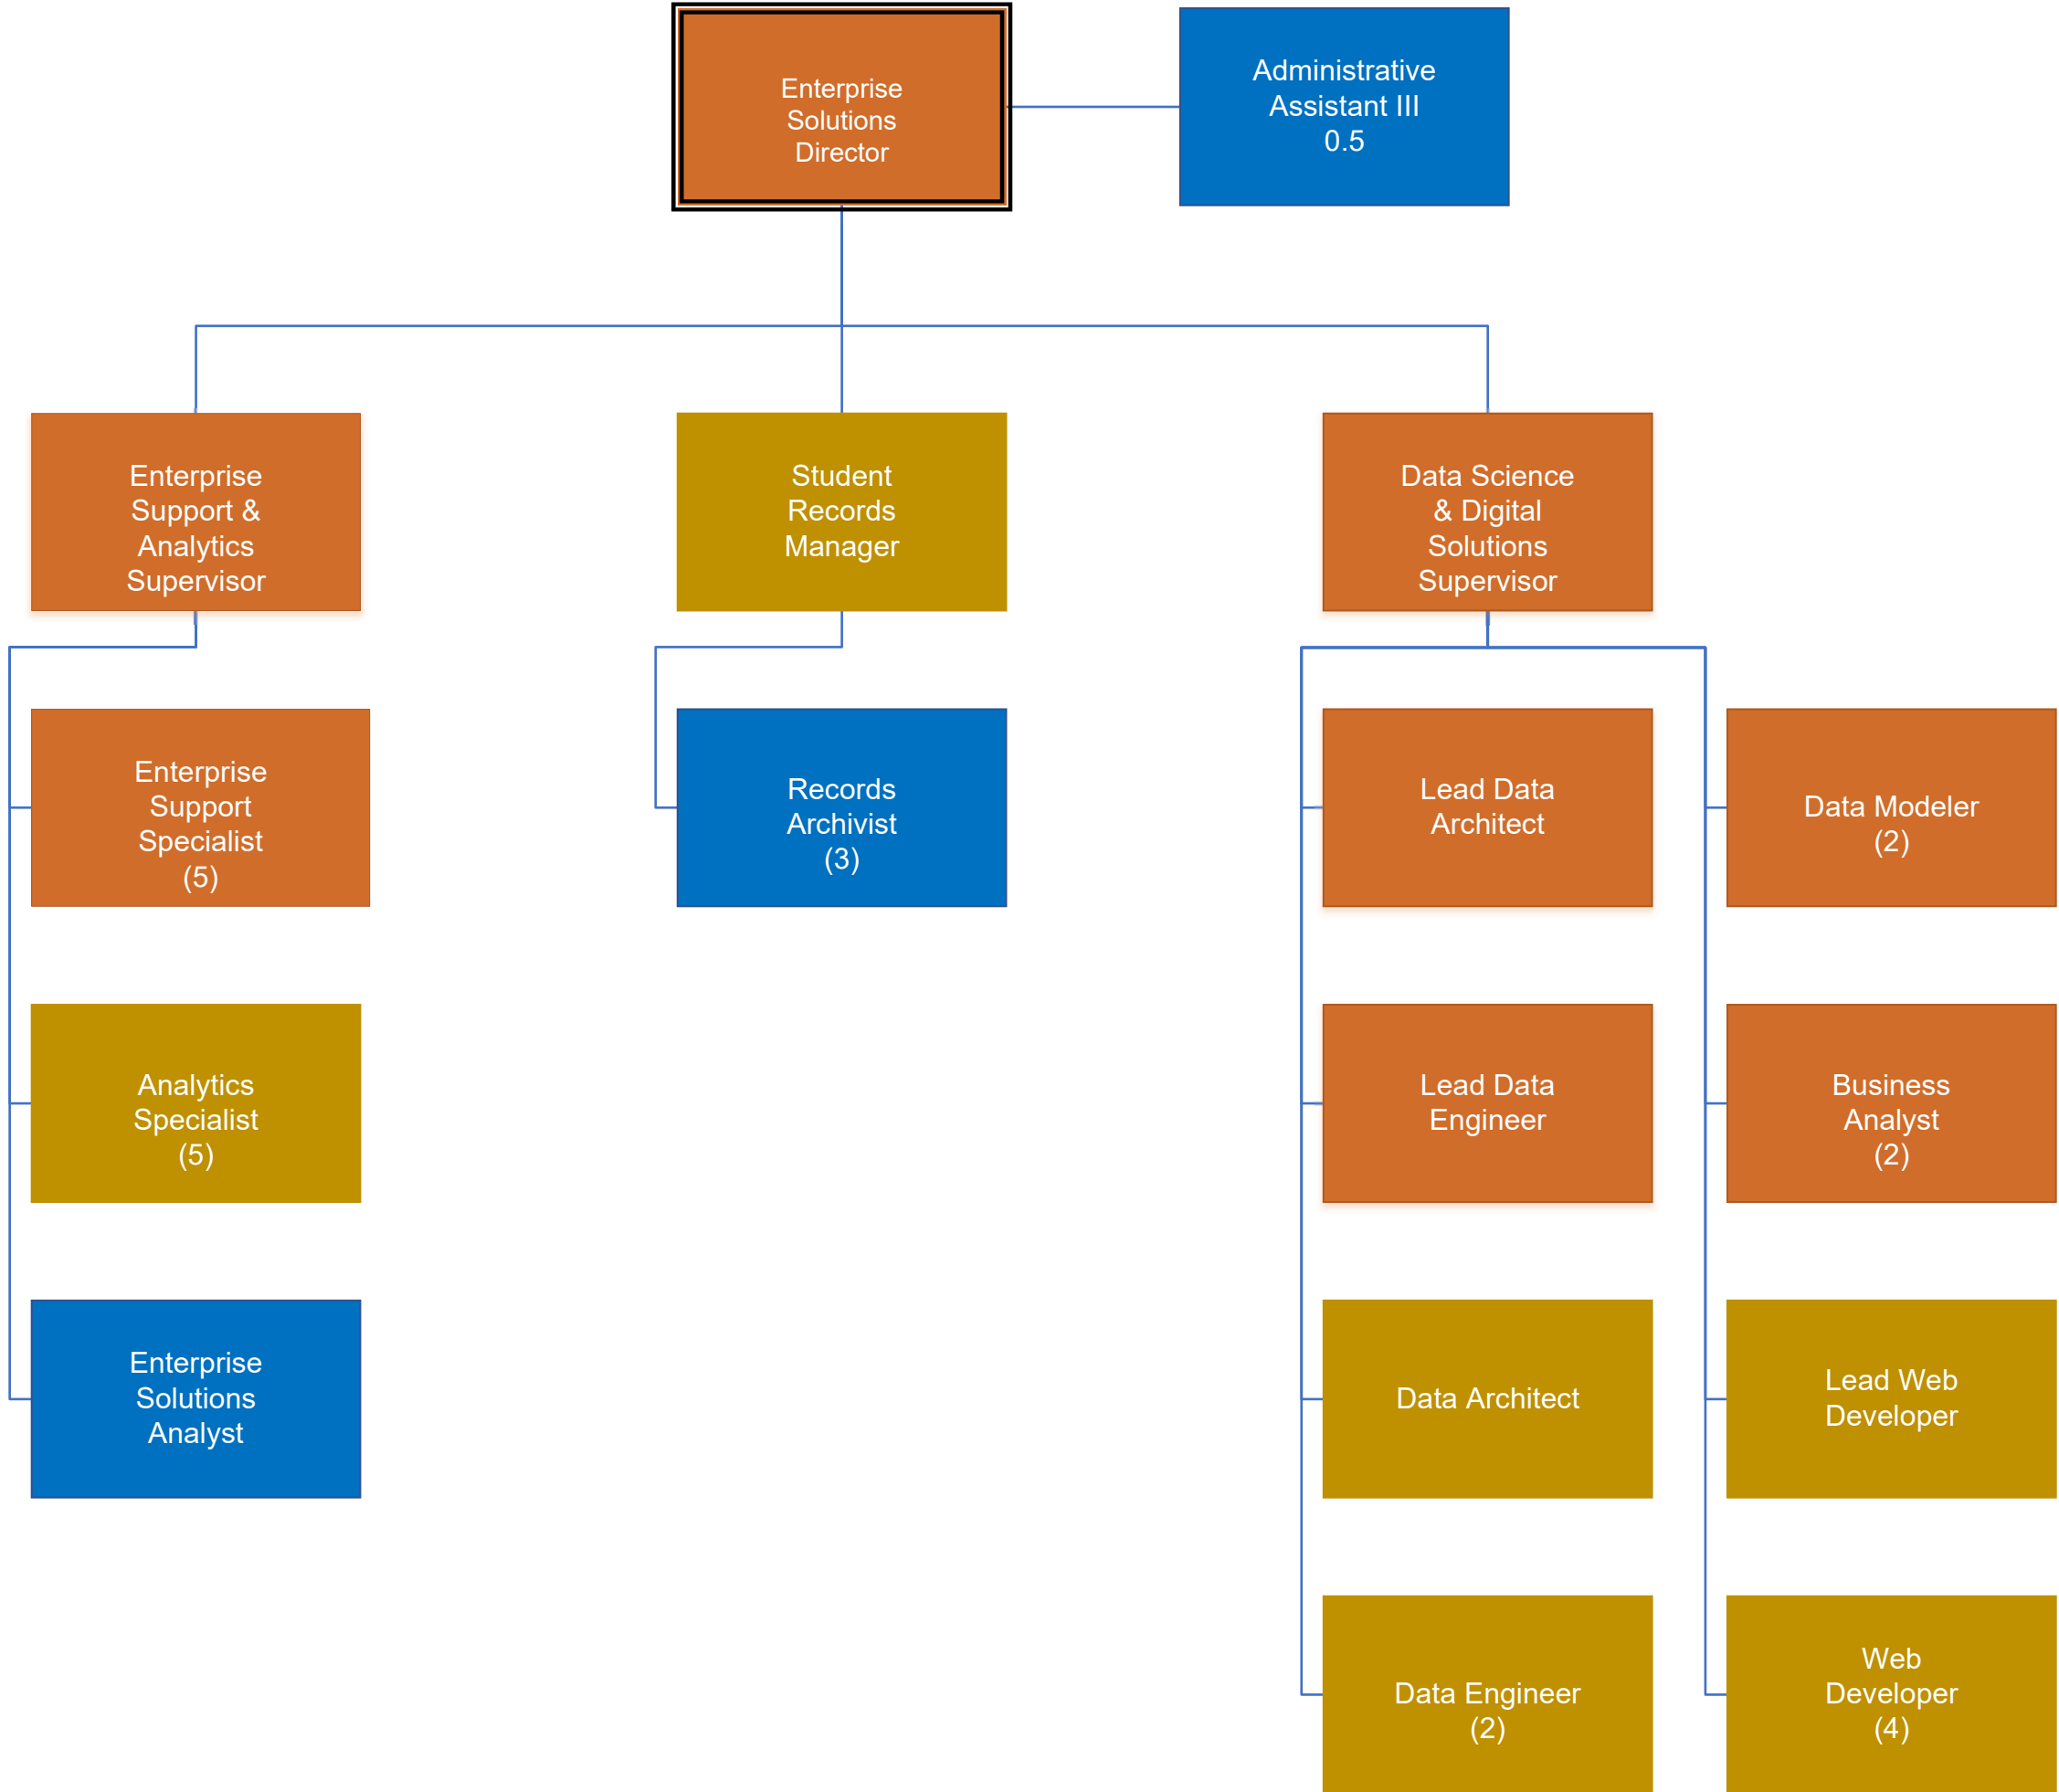 Enterprise
Solutions
Director
Administrative
Assistant III
0.5
Enterprise
Support &
Analytics
Supervisor
Student
Records
Manager
Data Science
& Digital
Solutions
Supervisor
Enterprise
Support
Specialist
(5)
Records
Archivist
(3)
Lead Data
Architect
Data Modeler
(2)
Analytics
Specialist
(5)
Lead Data
Engineer
Business
Analyst
(2)
Enterprise
Solutions
Analyst
Data Architect
Lead Web
Developer
Data Engineer
(2)
Web
Developer
(4)